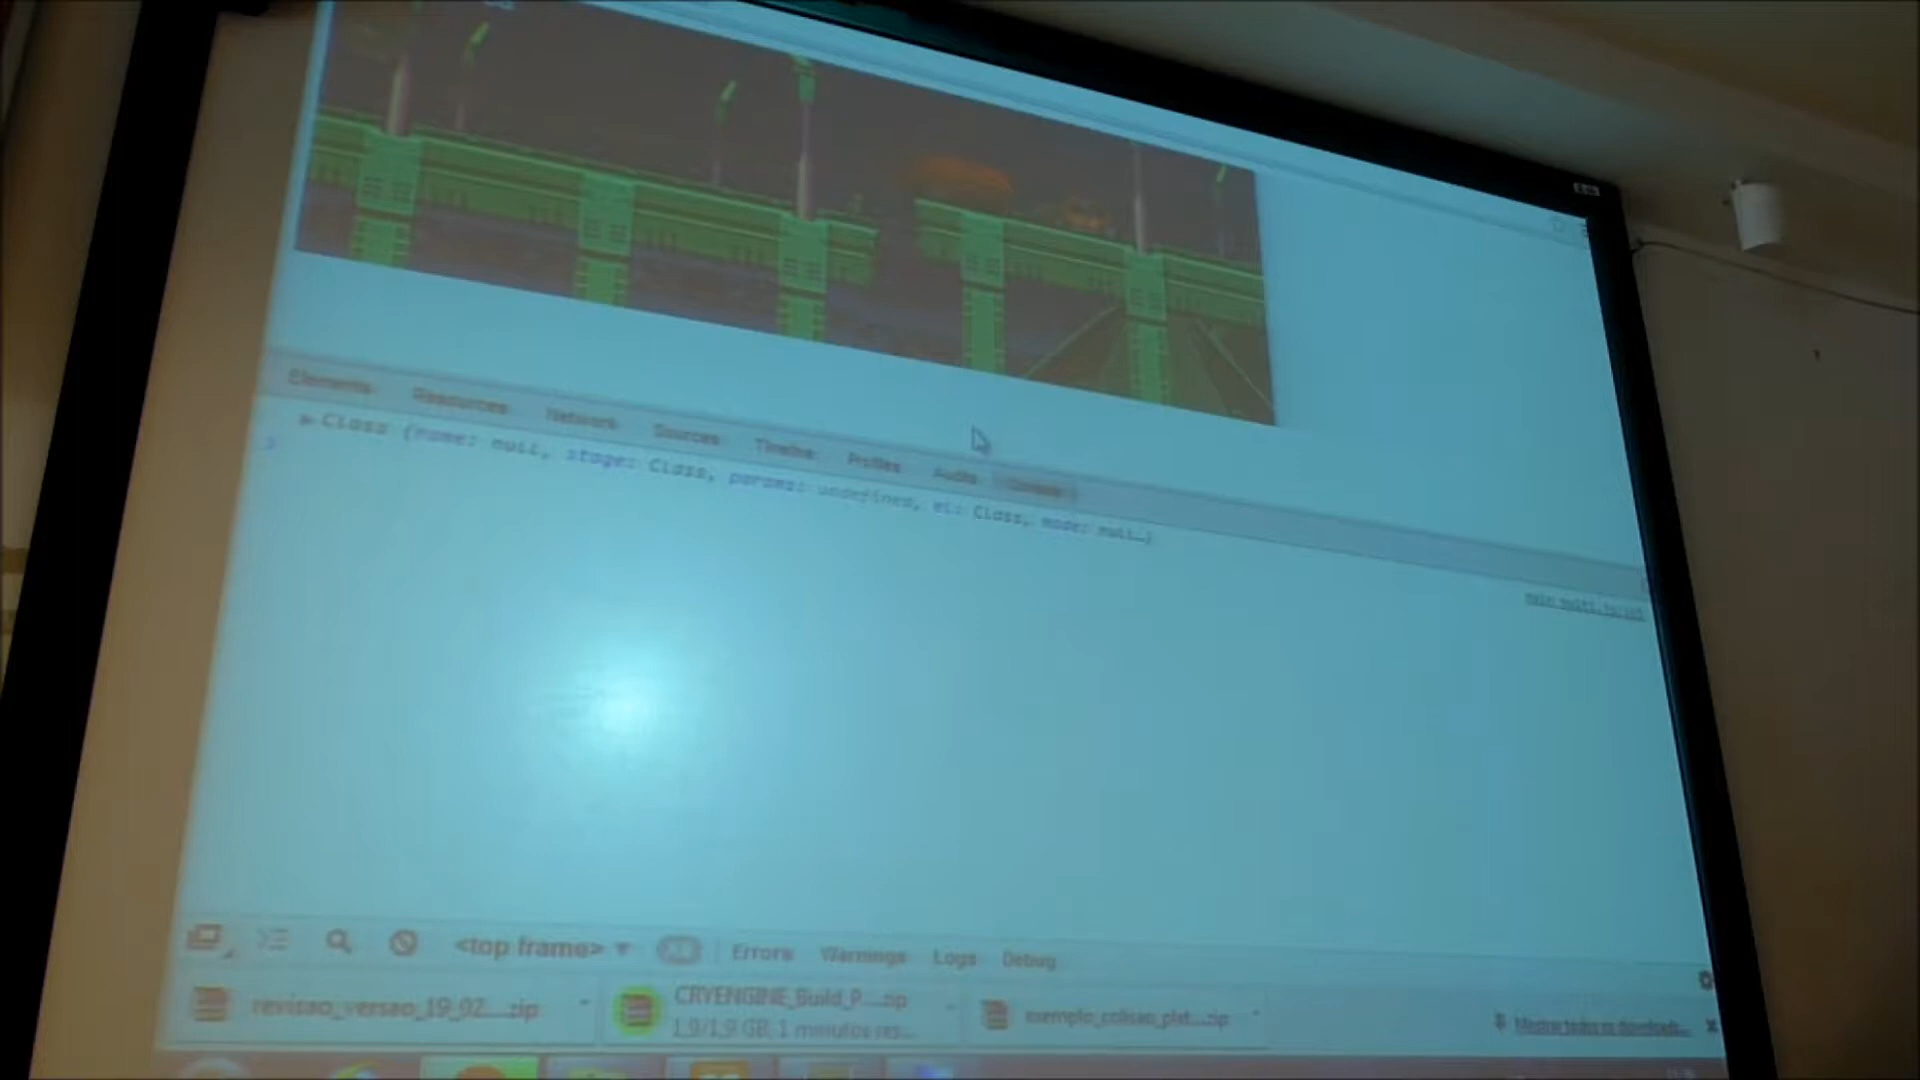 Elements Resources Network Sources Timeline Profiles Audits Console
▶ Class {name: null, stage: Class, params: undefined, el: Class, mode: null…}
<top frame> ▼ Errors Warnings Logs Debug
revisao_versao_19_02....zip CRYENGINE_Build_P....zip exemplo_colisao_plat....zip
1,9/1,9 GB, 1 minutos res... Mostrar todos os downloads...